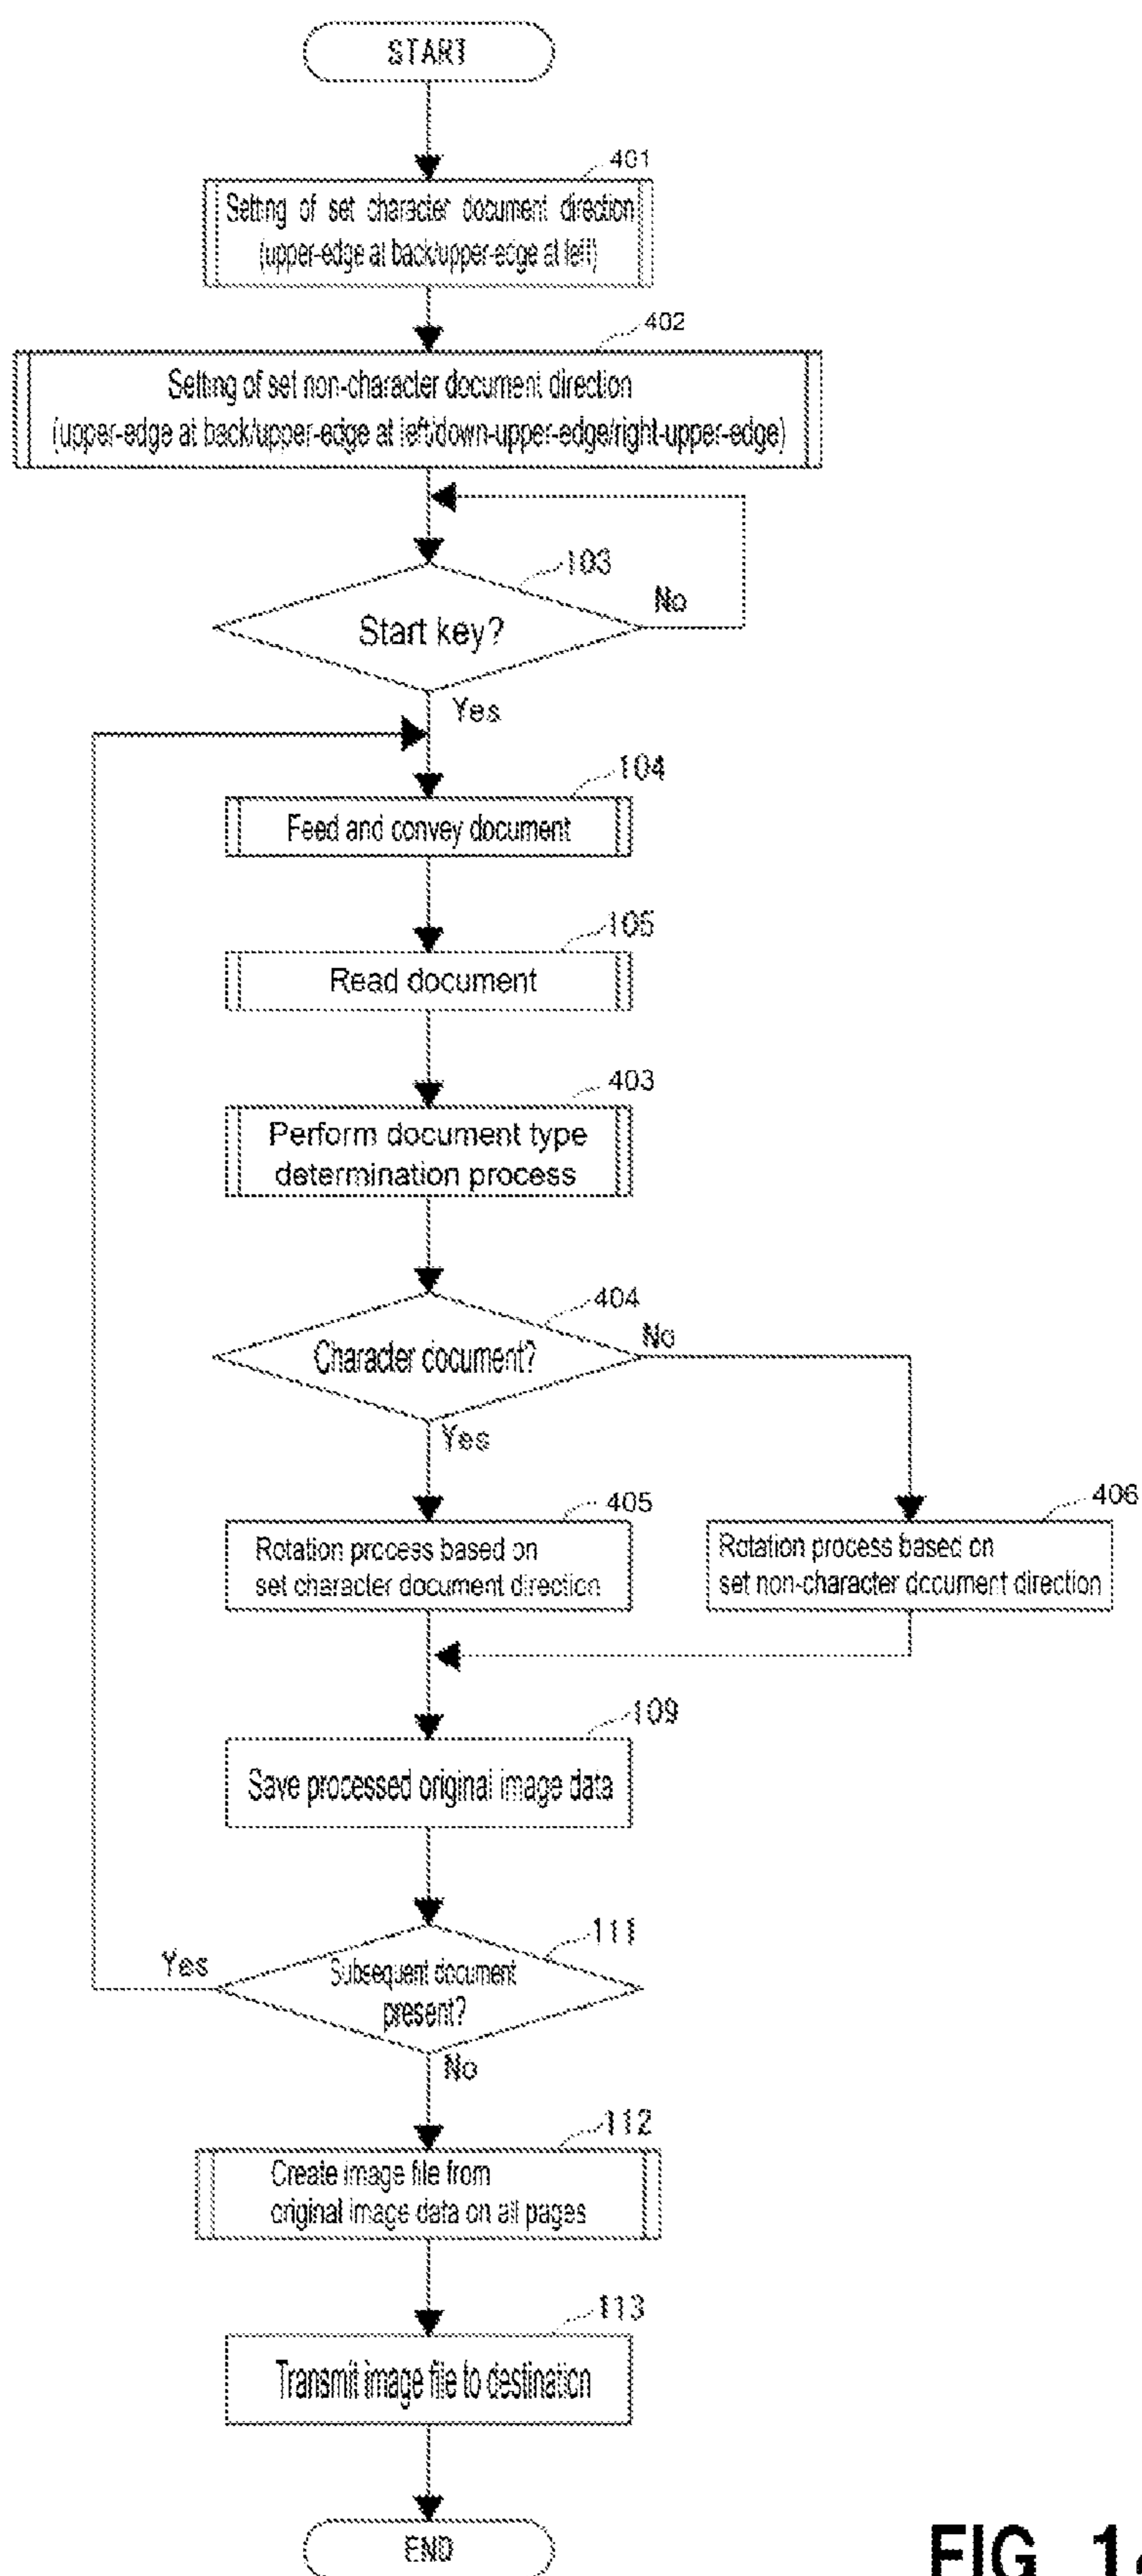 START
401
Setting of set character document direction
(upper-edge at back/upper-edge at left)
402
Setting of set non-character document direction
(upper-edge at back/upper-edge at left/down-upper-edge/right-upper-edge)
103
No
Start key?
Yes
104
Feed and convey document
105
Read document
403
Perform document type
determination process
404
No
Character document?
Yes
405
Rotation process based on
set character document direction
406
Rotation process based on
set non-character document direction
109
Save processed original image data
111
Yes
Subsequent document
present?
No
112
Create image file from
original image data on all pages
113
Transmit image file to destination
END
FIG.